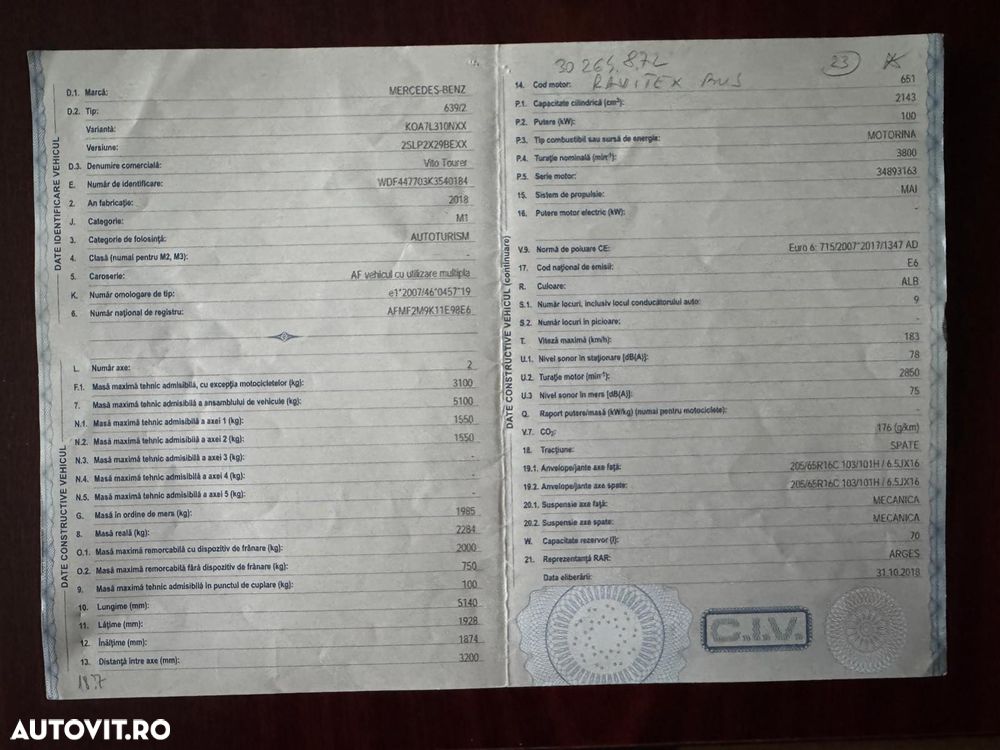 DATE IDENTIFICARE VEHICUL
D.1. Marcă: MERCEDES-BENZ
D.2. Tip: 639/2
Variantă: KOA7L310NXX
Versiune: 2SLP2X29BEXX
D.3. Denumire comercială: Vito Tourer
E. Număr de identificare: WDF447703K3540184
2. An fabricație: 2018
J. Categorie: M1
3. Categorie de folosință: AUTOTURISM
4. Clasă (numai pentru M2, M3): -
5. Caroserie: AF vehicul cu utilizare multipla
K. Număr omologare de tip: e1*2007/46*0457*19
6. Număr național de registru: AFMF2M9K11E98E6
DATE CONSTRUCTIVE VEHICUL
L. Număr axe: 2
F.1. Masă maximă tehnic admisibilă, cu excepția motocicletelor (kg): 3100
7. Masă maximă tehnic admisibilă a ansamblului de vehicule (kg): 5100
N.1. Masă maximă tehnic admisibilă a axei 1 (kg): 1550
N.2. Masă maximă tehnic admisibilă a axei 2 (kg): 1550
N.3. Masă maximă tehnic admisibilă a axei 3 (kg): -
N.4. Masă maximă tehnic admisibilă a axei 4 (kg): -
N.5. Masă maximă tehnic admisibilă a axei 5 (kg): -
G. Masă în ordine de mers (kg): 1985
8. Masă reală (kg): 2284
O.1. Masă maximă remorcabilă cu dispozitiv de frânare (kg): 2000
O.2. Masă maximă remorcabilă fără dispozitiv de frânare (kg): 750
9. Masă maximă tehnic admisibilă în punctul de cuplare (kg): 100
10. Lungime (mm): 5140
11. Lățime (mm): 1928
12. Înălțime (mm): 1874
13. Distanță între axe (mm): 3200
18.7
30 265.872 23
14. Cod motor: RAVITEX BUS 651
P.1. Capacitate cilindrică (cm³): 2143
P.2. Putere (kW): 100
P.3. Tip combustibil sau sursă de energie: MOTORINA
P.4. Turație nominală (min⁻¹): 3800
P.5. Serie motor: 34893163
15. Sistem de propulsie: MAI
16. Putere motor electric (kW): -
DATE CONSTRUCTIVE VEHICUL (continuare)
V.9. Normă de poluare CE: Euro 6: 715/2007*2017/1347 AD
17. Cod național de emisii: E6
R. Culoare: ALB
S.1. Număr locuri, inclusiv locul conducătorului auto: 9
S.2. Număr locuri în picioare: -
T. Viteză maximă (km/h): 183
U.1. Nivel sonor în staționare [dB(A)]: 78
U.2. Turație motor (min⁻¹): 2850
U.3 Nivel sonor în mers [dB(A)]: 75
Q. Raport putere/masă (kW/kg) (numai pentru motociclete): -
V.7. CO₂: 176 (g/km)
18. Tracțiune: SPATE
19.1. Anvelope/jante axe față: 205/65R16C 103/101H / 6.5JX16
19.2. Anvelope/jante axe spate: 205/65R16C 103/101H / 6.5JX16
20.1. Suspensie axe față: MECANICA
20.2. Suspensie axe spate: MECANICA
W. Capacitate rezervor (l): 70
21. Reprezentanță RAR: ARGES
Data eliberării: 31.10.2018
C.I.V.
AUTOVIT.RO